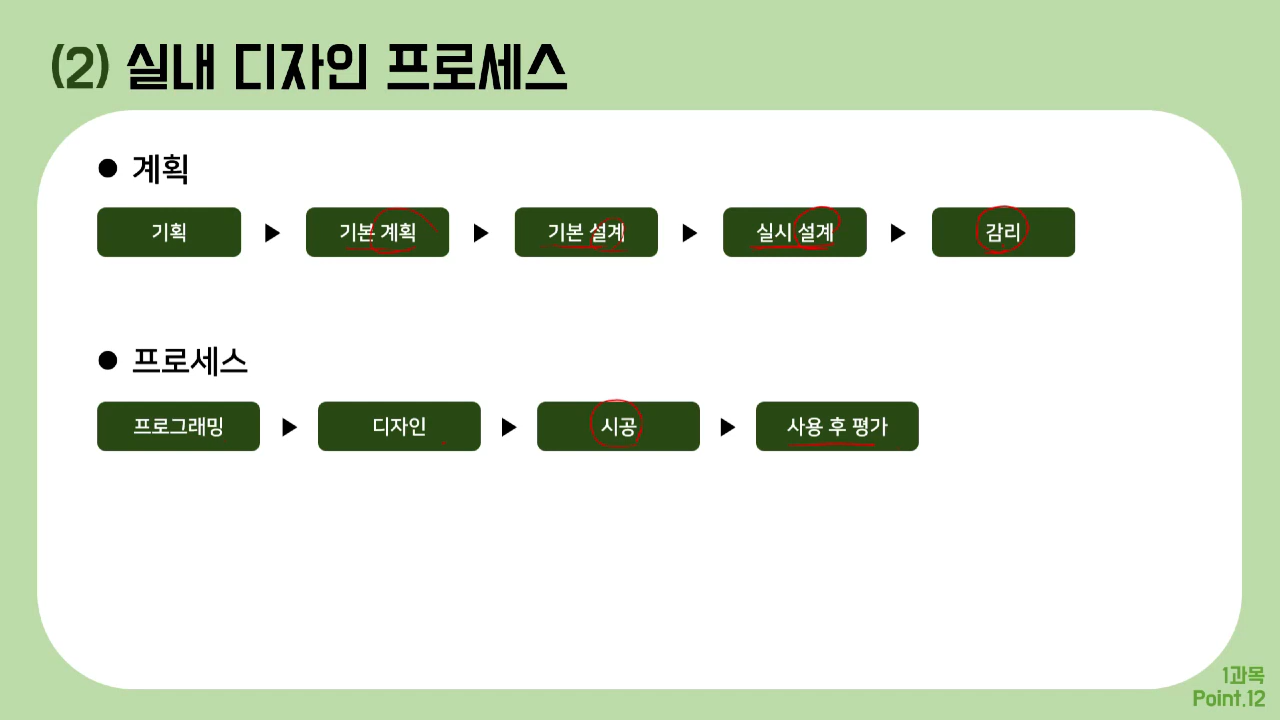 (2) 실내 디자인 프로세스
● 계획
기획 ▶ 기본 계획 ▶ 기본 설계 ▶ 실시 설계 ▶ 감리
● 프로세스
프로그래밍 ▶ 디자인 ▶ 시공 ▶ 사용 후 평가
1과목
Point.12